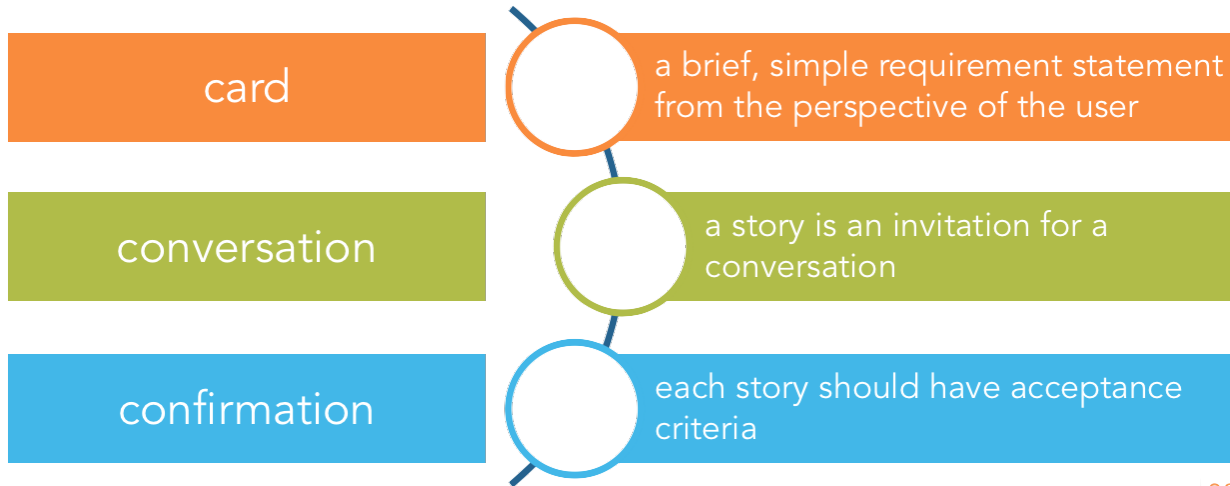 card
a brief, simple requirement statement
from the perspective of the user
conversation
a story is an invitation for a
conversation
confirmation
each story should have acceptance
criteria